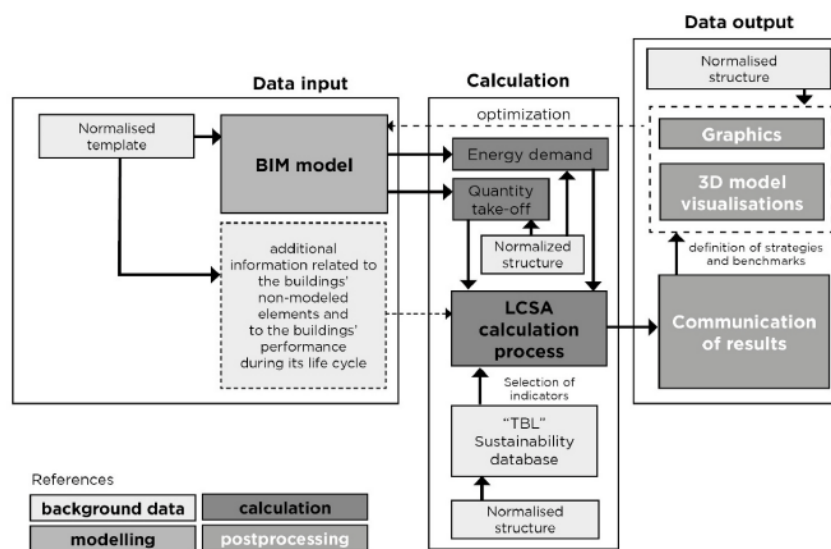 Data output
Normalised
structure
Data input
Calculation
optimization
Normalised
template
BIM model
Energy demand
Quantity
take-off
Normalized
structure
Graphics
3D model
visualisations
additional
information related to
the buildings'
non-modeled
elements and
to the buildings'
performance
during its life cycle
definition of strategies
and benchmarks
LCSA
calculation
process
Communication
of results
Selection of
indicators
"TBL"
Sustainability
database
Normalised
structure
References
background data
calculation
modelling
postprocessing